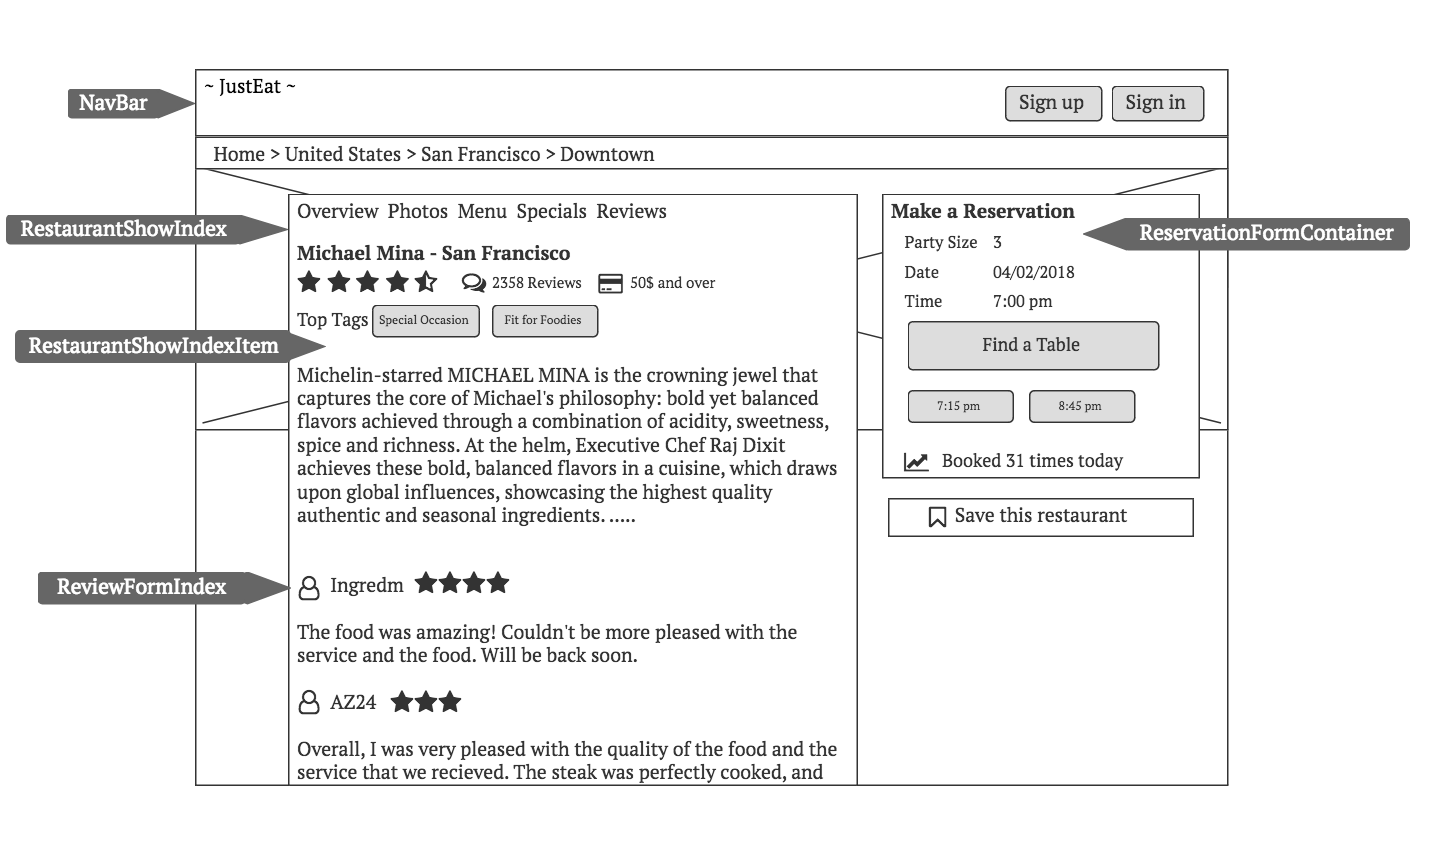 ~ JustEat ~
Sign up
Sign in
NavBar
Home > United States > San Francisco > Downtown
Overview Photos Menu Specials Reviews
RestaurantShowIndex
Michael Mina - San Francisco
2358 Reviews
50$ and over
Top Tags
Special Occasion
Fit for Foodies
RestaurantShowIndexItem
Michelin-starred MICHAEL MINA is the crowning jewel that
captures the core of Michael's philosophy: bold yet balanced
flavors achieved through a combination of acidity, sweetness,
spice and richness. At the helm, Executive Chef Raj Dixit
achieves these bold, balanced flavors in a cuisine, which draws
upon global influences, showcasing the highest quality
authentic and seasonal ingredients. .....
ReviewFormIndex
Ingredm
The food was amazing! Couldn't be more pleased with the
service and the food. Will be back soon.
AZ24
Overall, I was very pleased with the quality of the food and the
service that we recieved. The steak was perfectly cooked, and
Make a Reservation
ReservationFormContainer
Party Size 3
Date 04/02/2018
Time 7:00 pm
Find a Table
7:15 pm
8:45 pm
Booked 31 times today
Save this restaurant